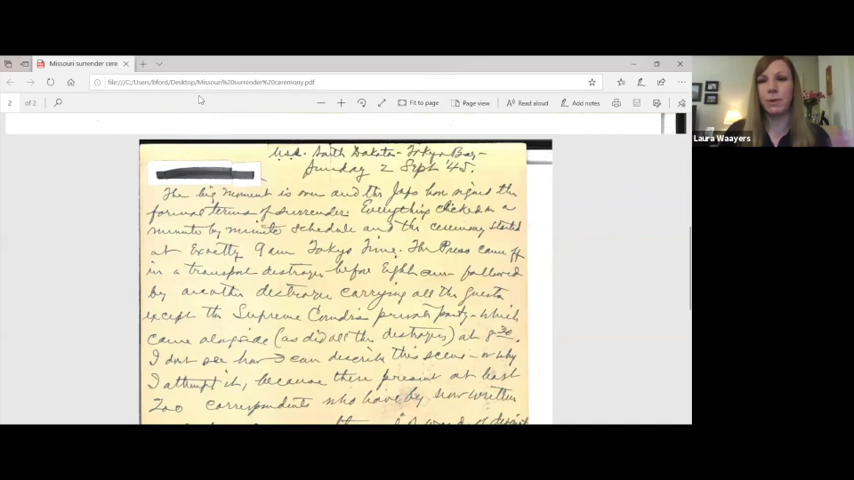 Missouri surrender cere
file:///C:/Users/bford/Desktop/Missouri%20surrender%20ceremony.pdf
2 of 2
Fit to page
Page view
Read aloud
Add notes
Laura Waayers
U.S.S. South Dakota - Tokyo Bay -
Sunday 2 Sept '45.
The big moment is over and the Japs have signed the
formal terms of surrender. Everything clicked on a
minute by minute schedule and the ceremony started
at Exactly 9 am Tokyo Time. The Press came off
in a transport destroyer before Eight am followed
by another destroyer carrying all the guests
except the Supreme Comdrs private party - which
came alongside (as did all the destroyers) at 8 30.
I dont see how I can describe this scene - or why
I attempt it, because there present at least
200 correspondents who have by now written